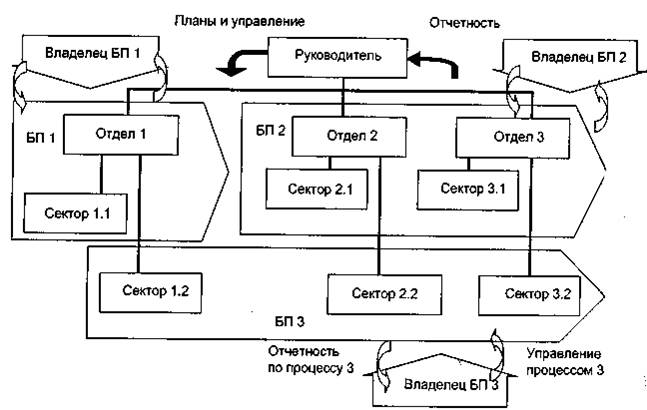 Планы и управление
Отчетность
Владелец БП 1
Руководитель
Владелец БП 2
БП 1
Отдел 1
БП 2
Отдел 2
Отдел 3
Сектор 1.1
Сектор 2.1
Сектор 3.1
Сектор 1.2
Сектор 2.2
Сектор 3.2
БП 3
Отчетность
по процессу 3
Управление
процессом 3
Владелец БП 3